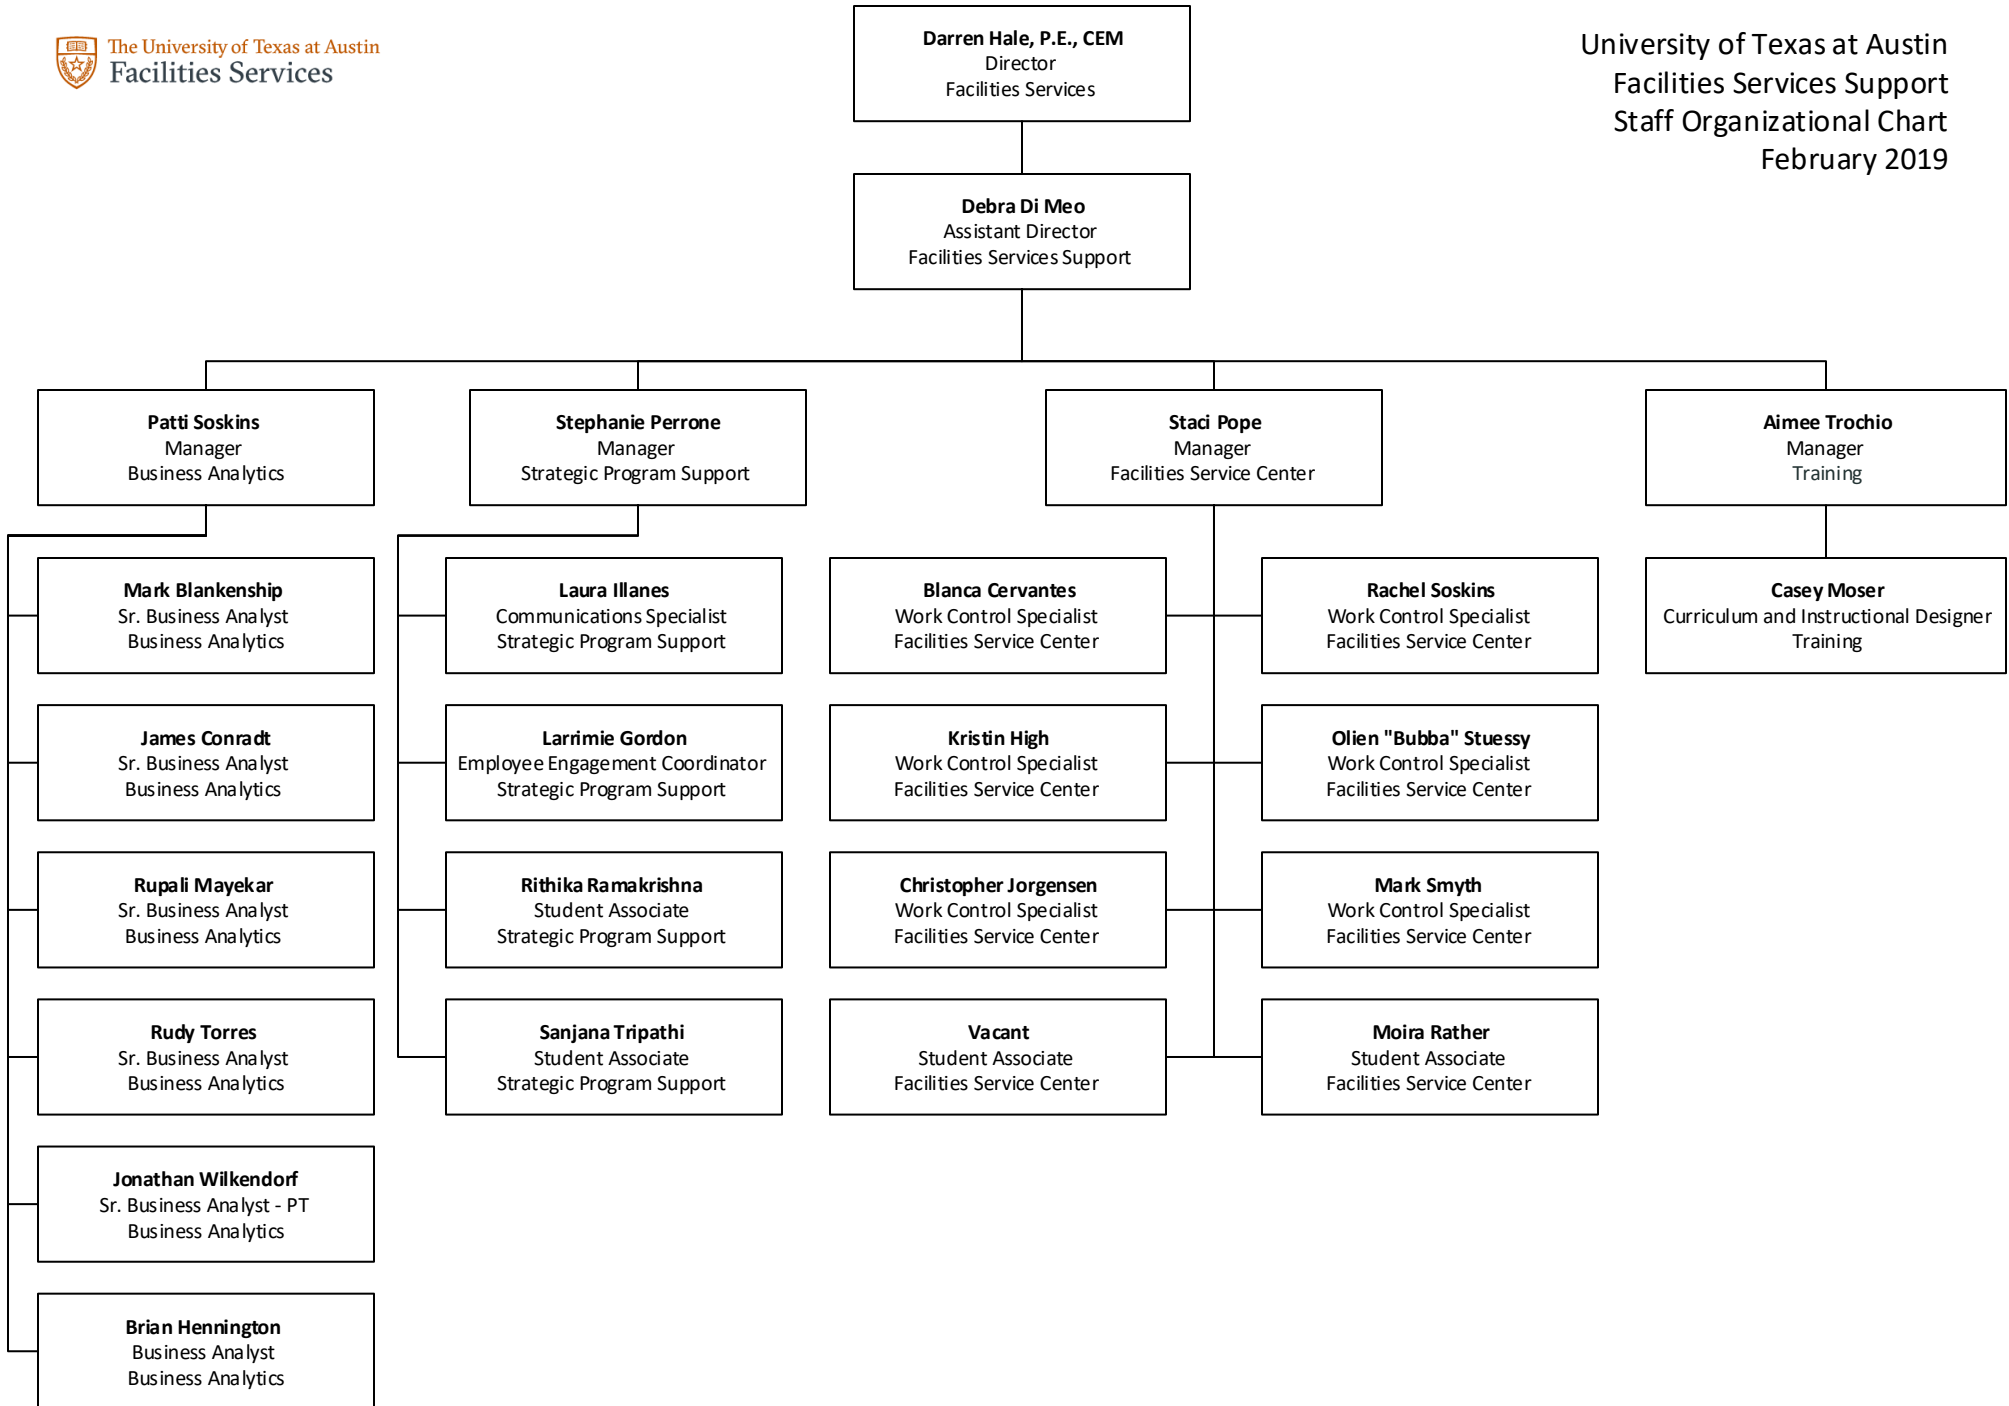 The University of Texas at Austin
Facilities Services
University of Texas at Austin
Facilities Services Support
Staff Organizational Chart
February 2019
Darren Hale, P.E., CEM
Director
Facilities Services
Debra Di Meo
Assistant Director
Facilities Services Support
Patti Soskins
Manager
Business Analytics
Stephanie Perrone
Manager
Strategic Program Support
Staci Pope
Manager
Facilities Service Center
Aimee Trochio
Manager
Training
Mark Blankenship
Sr. Business Analyst
Business Analytics
James Conradt
Sr. Business Analyst
Business Analytics
Rupali Mayekar
Sr. Business Analyst
Business Analytics
Rudy Torres
Sr. Business Analyst
Business Analytics
Jonathan Wilkendorf
Sr. Business Analyst - PT
Business Analytics
Brian Hennington
Business Analyst
Business Analytics
Laura Illanes
Communications Specialist
Strategic Program Support
Larrimie Gordon
Employee Engagement Coordinator
Strategic Program Support
Rithika Ramakrishna
Student Associate
Strategic Program Support
Sanjana Tripathi
Student Associate
Strategic Program Support
Blanca Cervantes
Work Control Specialist
Facilities Service Center
Kristin High
Work Control Specialist
Facilities Service Center
Christopher Jorgensen
Work Control Specialist
Facilities Service Center
Vacant
Student Associate
Facilities Service Center
Rachel Soskins
Work Control Specialist
Facilities Service Center
Olien "Bubba" Stuessy
Work Control Specialist
Facilities Service Center
Mark Smyth
Work Control Specialist
Facilities Service Center
Moira Rather
Student Associate
Facilities Service Center
Casey Moser
Curriculum and Instructional Designer
Training